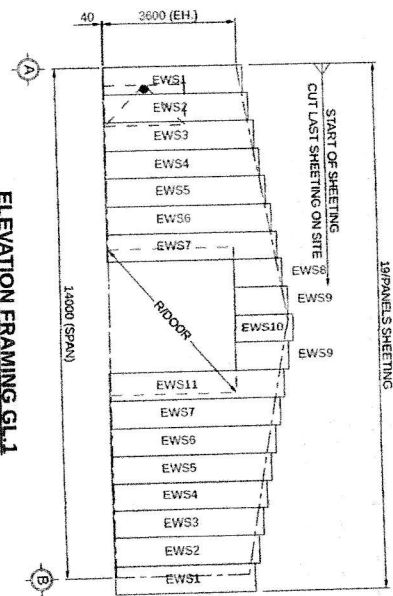 40
3600 (EH.)
A
EWS1
EWS2
EWS3
EWS4
EWS5
EWS6
EWS7
EWS8
EWS9
EWS10
EWS9
EWS11
EWS7
EWS6
EWS5
EWS4
EWS3
EWS2
EWS1
B
R/DOOR
START OF SHEETING
CUT LAST SHEETING ON SITE
19/PANELS SHEETING
14000 (SPAN)
ELEVATION FRAMING GL.1